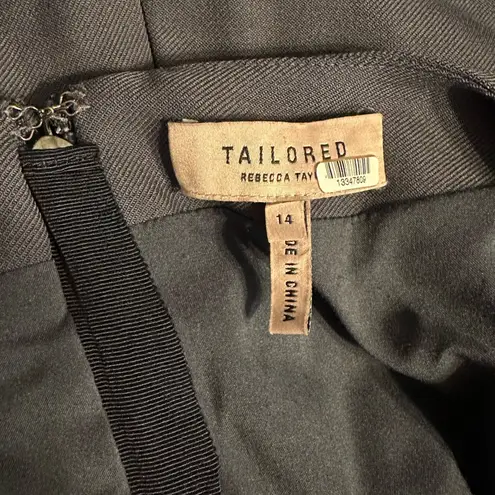 TAILORED
REBECCA TAY
13347809
14
DE IN CHINA